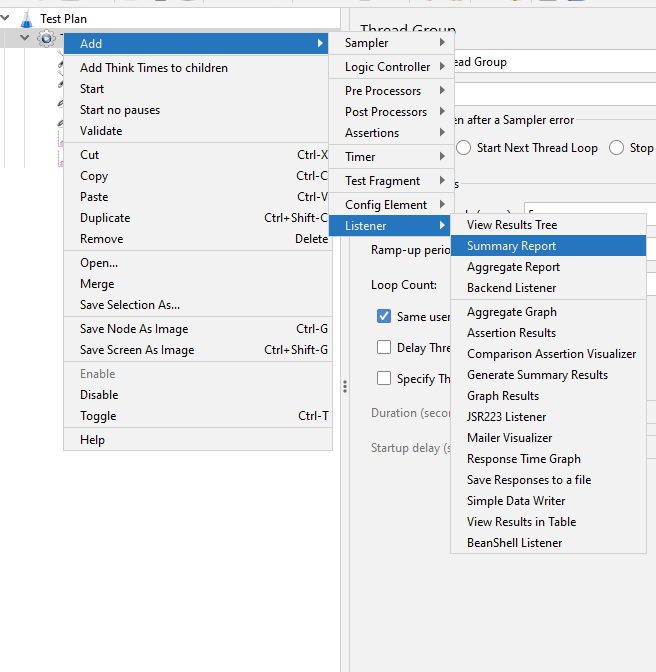 Test Plan
Thread Group
Add
Add Think Times to children
Start
Start no pauses
Validate
Cut Ctrl-X
Copy Ctrl-C
Paste Ctrl-V
Duplicate Ctrl+Shift-C
Remove Delete
Open...
Merge
Save Selection As...
Save Node As Image Ctrl-G
Save Screen As Image Ctrl+Shift-G
Enable
Disable
Toggle Ctrl-T
Help
Sampler
Logic Controller
Pre Processors
Post Processors
Assertions
Timer
Test Fragment
Config Element
Listener
View Results Tree
Summary Report
Aggregate Report
Backend Listener
Aggregate Graph
Assertion Results
Comparison Assertion Visualizer
Generate Summary Results
Graph Results
JSR223 Listener
Mailer Visualizer
Response Time Graph
Save Responses to a file
Simple Data Writer
View Results in Table
BeanShell Listener
ead Group
en after a Sampler error
Start Next Thread Loop
Stop
Ramp-up perio
Loop Count:
Same user
Delay Thre
Specify Th
Duration (secon
Startup delay (s